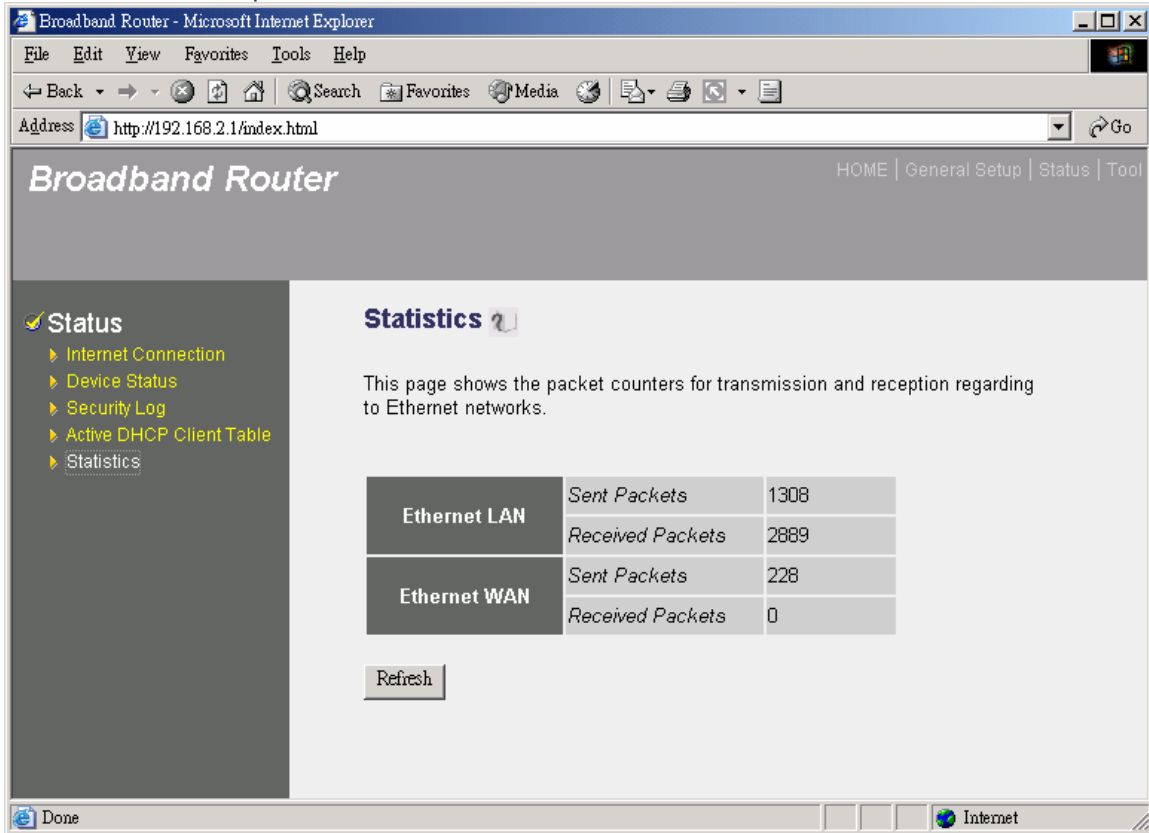 Broadband Router - Microsoft Internet Explorer
File Edit View Favorites Tools Help
Back Search Favorites Media
Address http://192.168.2.1/index.html Go
Broadband Router
HOME | General Setup | Status | Tool
Status
Internet Connection
Device Status
Security Log
Active DHCP Client Table
Statistics
Statistics
This page shows the packet counters for transmission and reception regarding
to Ethernet networks.
Ethernet LAN
Sent Packets 1308
Received Packets 2889
Ethernet WAN
Sent Packets 228
Received Packets 0
Refresh
Done Internet